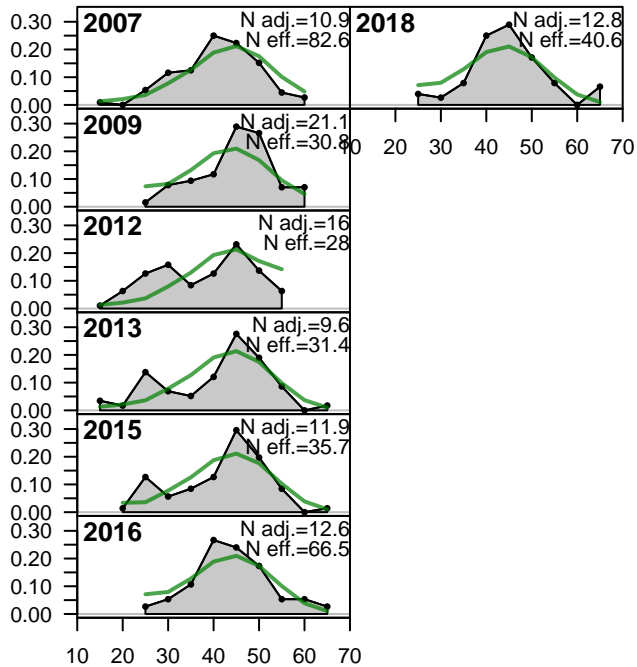 2007
N adj.=10.9
N eff.=82.6
0.30
0.20
0.10
0.00
2018
N adj.=12.8
N eff.=40.6
10 20 30 40 50 60 70
2009
N adj.=21.1
N eff.=30.8
0.30
0.20
0.10
0.00
2012
N adj.=16
N eff.=28
0.30
0.20
0.10
0.00
2013
N adj.=9.6
N eff.=31.4
0.30
0.20
0.10
0.00
2015
N adj.=11.9
N eff.=35.7
0.30
0.20
0.10
0.00
2016
N adj.=12.6
N eff.=66.5
0.30
0.20
0.10
0.00
10 20 30 40 50 60 70